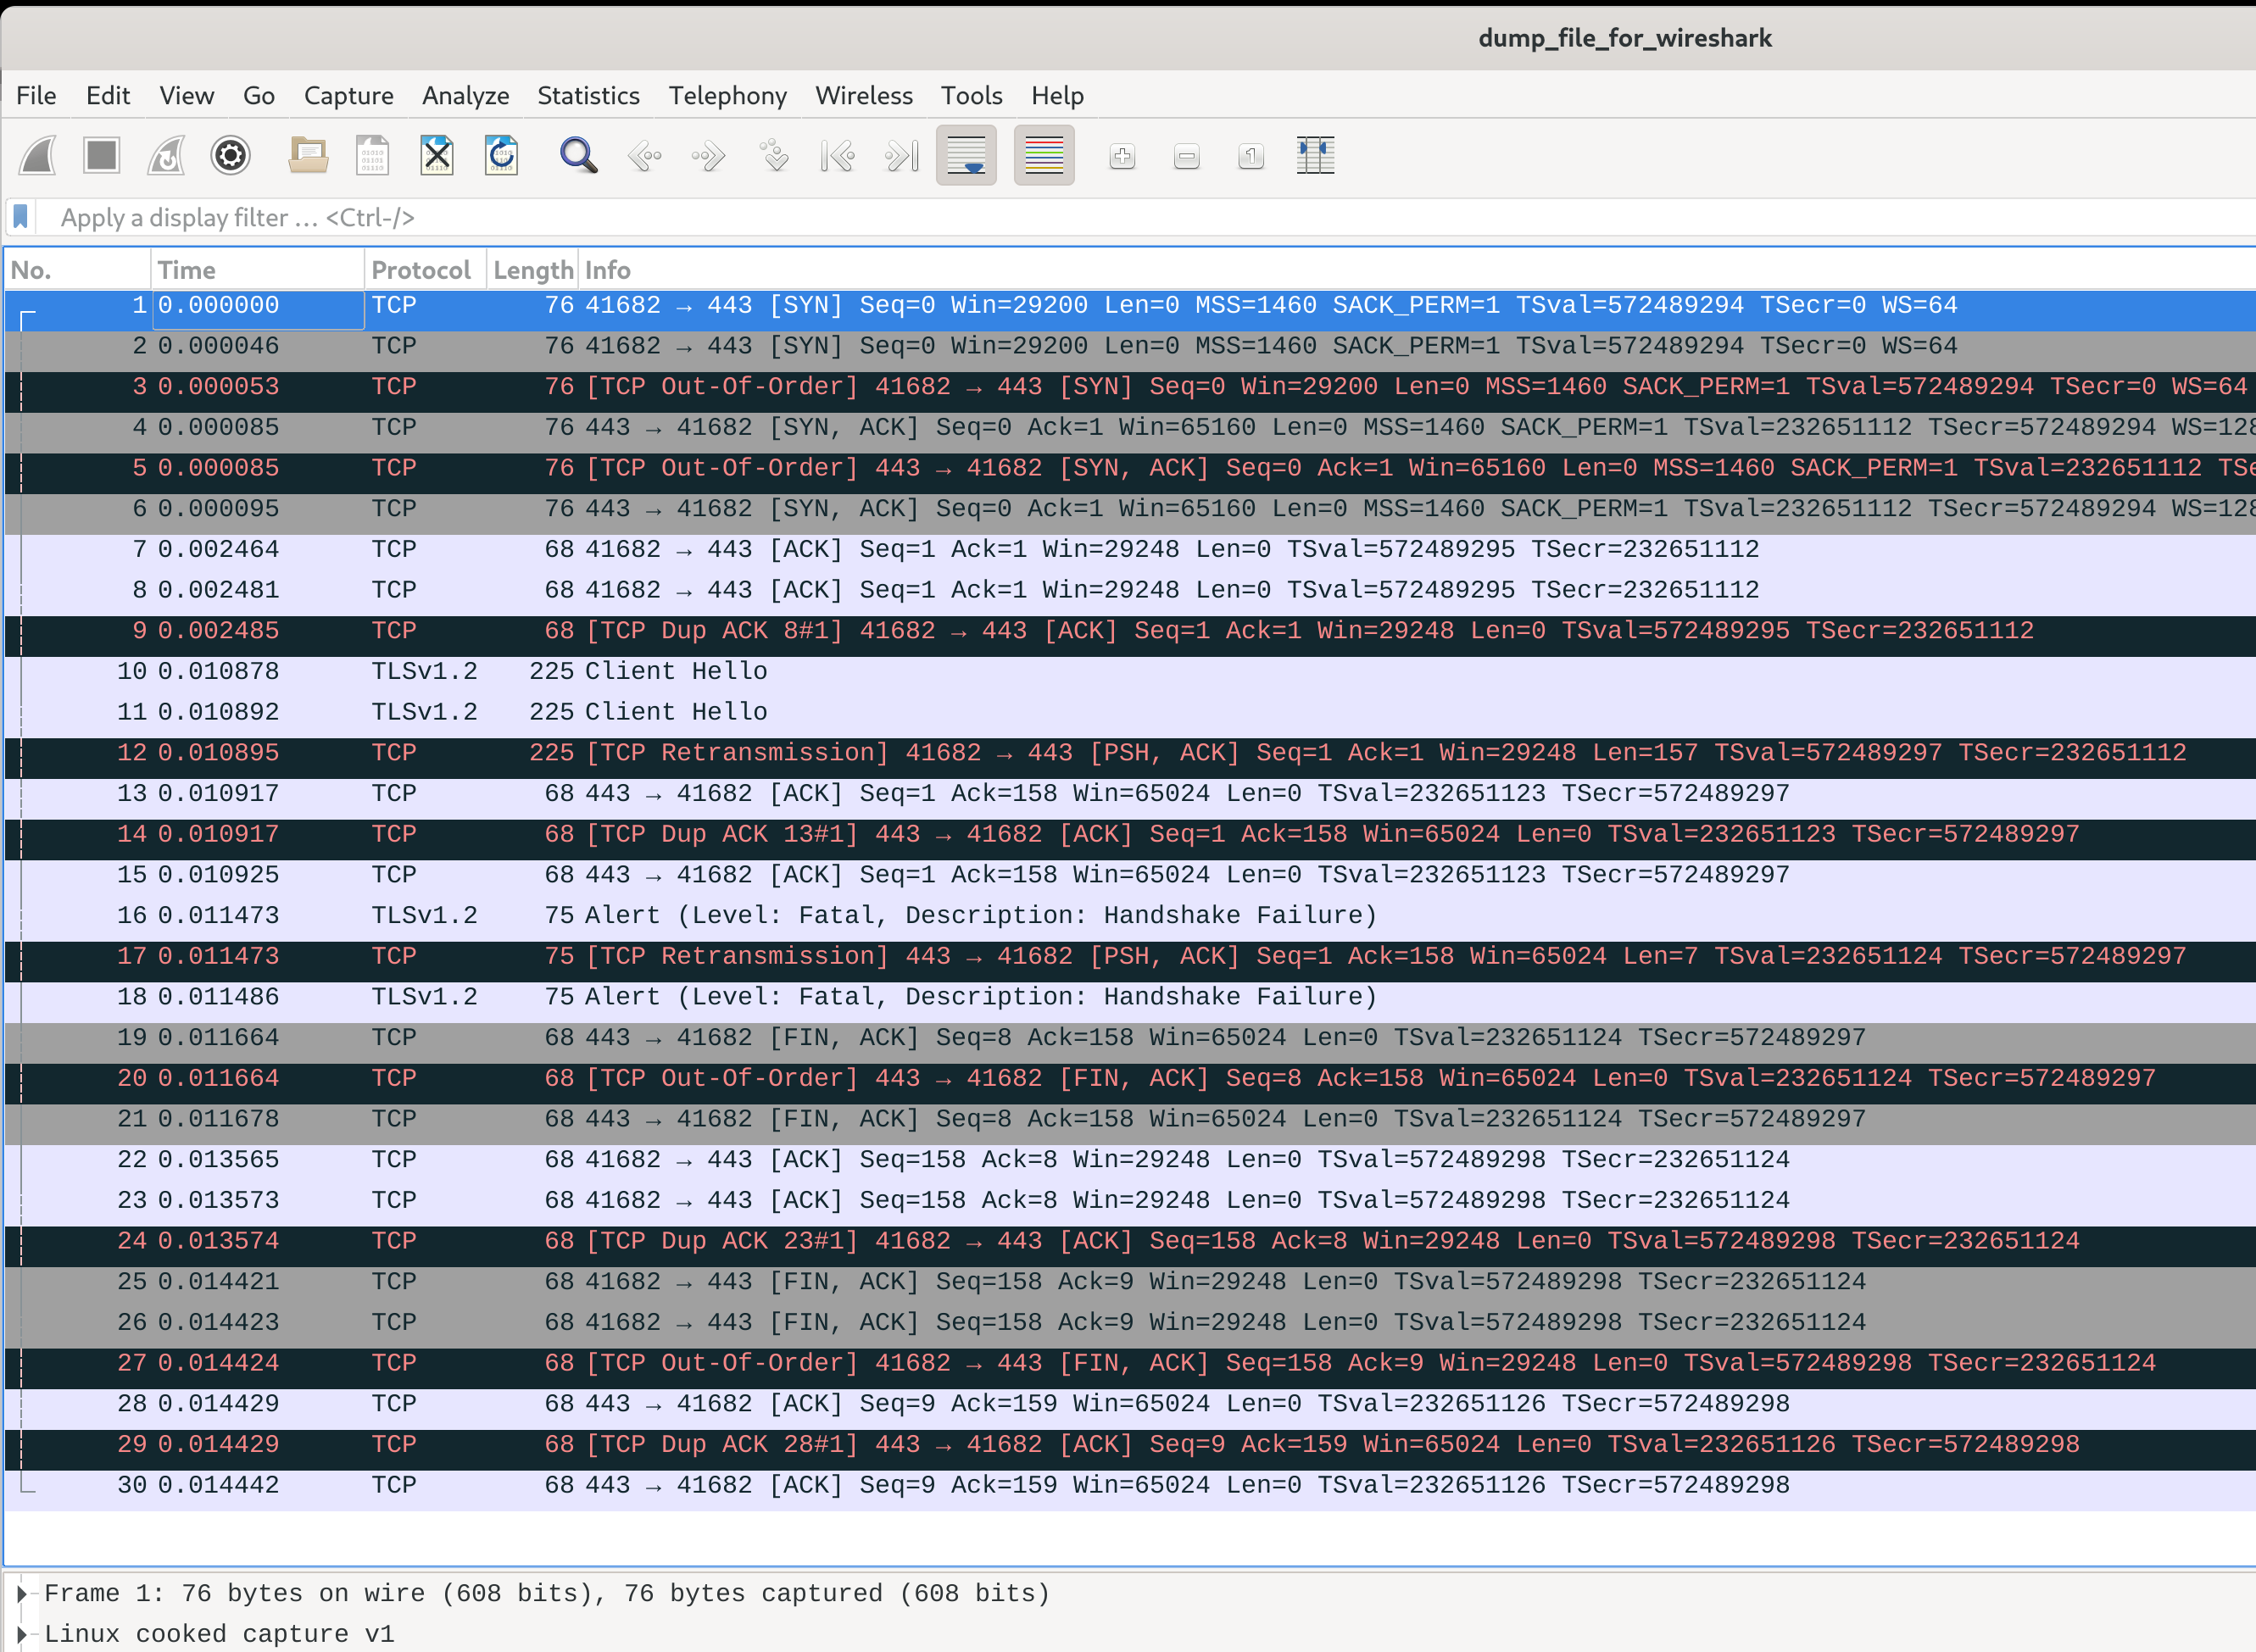 dump_file_for_wireshark
File Edit View Go Capture Analyze Statistics Telephony Wireless Tools Help
Apply a display filter … <Ctrl-/>
No. Time Protocol Length Info
1 0.000000 TCP 76 41682 → 443 [SYN] Seq=0 Win=29200 Len=0 MSS=1460 SACK_PERM=1 TSval=572489294 TSecr=0 WS=64
2 0.000046 TCP 76 41682 → 443 [SYN] Seq=0 Win=29200 Len=0 MSS=1460 SACK_PERM=1 TSval=572489294 TSecr=0 WS=64
3 0.000053 TCP 76 [TCP Out-Of-Order] 41682 → 443 [SYN] Seq=0 Win=29200 Len=0 MSS=1460 SACK_PERM=1 TSval=572489294 TSecr=0 WS=64
4 0.000085 TCP 76 443 → 41682 [SYN, ACK] Seq=0 Ack=1 Win=65160 Len=0 MSS=1460 SACK_PERM=1 TSval=232651112 TSecr=572489294 WS=128
5 0.000085 TCP 76 [TCP Out-Of-Order] 443 → 41682 [SYN, ACK] Seq=0 Ack=1 Win=65160 Len=0 MSS=1460 SACK_PERM=1 TSval=232651112 TSe
6 0.000095 TCP 76 443 → 41682 [SYN, ACK] Seq=0 Ack=1 Win=65160 Len=0 MSS=1460 SACK_PERM=1 TSval=232651112 TSecr=572489294 WS=128
7 0.002464 TCP 68 41682 → 443 [ACK] Seq=1 Ack=1 Win=29248 Len=0 TSval=572489295 TSecr=232651112
8 0.002481 TCP 68 41682 → 443 [ACK] Seq=1 Ack=1 Win=29248 Len=0 TSval=572489295 TSecr=232651112
9 0.002485 TCP 68 [TCP Dup ACK 8#1] 41682 → 443 [ACK] Seq=1 Ack=1 Win=29248 Len=0 TSval=572489295 TSecr=232651112
10 0.010878 TLSv1.2 225 Client Hello
11 0.010892 TLSv1.2 225 Client Hello
12 0.010895 TCP 225 [TCP Retransmission] 41682 → 443 [PSH, ACK] Seq=1 Ack=1 Win=29248 Len=157 TSval=572489297 TSecr=232651112
13 0.010917 TCP 68 443 → 41682 [ACK] Seq=1 Ack=158 Win=65024 Len=0 TSval=232651123 TSecr=572489297
14 0.010917 TCP 68 [TCP Dup ACK 13#1] 443 → 41682 [ACK] Seq=1 Ack=158 Win=65024 Len=0 TSval=232651123 TSecr=572489297
15 0.010925 TCP 68 443 → 41682 [ACK] Seq=1 Ack=158 Win=65024 Len=0 TSval=232651123 TSecr=572489297
16 0.011473 TLSv1.2 75 Alert (Level: Fatal, Description: Handshake Failure)
17 0.011473 TCP 75 [TCP Retransmission] 443 → 41682 [PSH, ACK] Seq=1 Ack=158 Win=65024 Len=7 TSval=232651124 TSecr=572489297
18 0.011486 TLSv1.2 75 Alert (Level: Fatal, Description: Handshake Failure)
19 0.011664 TCP 68 443 → 41682 [FIN, ACK] Seq=8 Ack=158 Win=65024 Len=0 TSval=232651124 TSecr=572489297
20 0.011664 TCP 68 [TCP Out-Of-Order] 443 → 41682 [FIN, ACK] Seq=8 Ack=158 Win=65024 Len=0 TSval=232651124 TSecr=572489297
21 0.011678 TCP 68 443 → 41682 [FIN, ACK] Seq=8 Ack=158 Win=65024 Len=0 TSval=232651124 TSecr=572489297
22 0.013565 TCP 68 41682 → 443 [ACK] Seq=158 Ack=8 Win=29248 Len=0 TSval=572489298 TSecr=232651124
23 0.013573 TCP 68 41682 → 443 [ACK] Seq=158 Ack=8 Win=29248 Len=0 TSval=572489298 TSecr=232651124
24 0.013574 TCP 68 [TCP Dup ACK 23#1] 41682 → 443 [ACK] Seq=158 Ack=8 Win=29248 Len=0 TSval=572489298 TSecr=232651124
25 0.014421 TCP 68 41682 → 443 [FIN, ACK] Seq=158 Ack=9 Win=29248 Len=0 TSval=572489298 TSecr=232651124
26 0.014423 TCP 68 41682 → 443 [FIN, ACK] Seq=158 Ack=9 Win=29248 Len=0 TSval=572489298 TSecr=232651124
27 0.014424 TCP 68 [TCP Out-Of-Order] 41682 → 443 [FIN, ACK] Seq=158 Ack=9 Win=29248 Len=0 TSval=572489298 TSecr=232651124
28 0.014429 TCP 68 443 → 41682 [ACK] Seq=9 Ack=159 Win=65024 Len=0 TSval=232651126 TSecr=572489298
29 0.014429 TCP 68 [TCP Dup ACK 28#1] 443 → 41682 [ACK] Seq=9 Ack=159 Win=65024 Len=0 TSval=232651126 TSecr=572489298
30 0.014442 TCP 68 443 → 41682 [ACK] Seq=9 Ack=159 Win=65024 Len=0 TSval=232651126 TSecr=572489298
Frame 1: 76 bytes on wire (608 bits), 76 bytes captured (608 bits)
Linux cooked capture v1